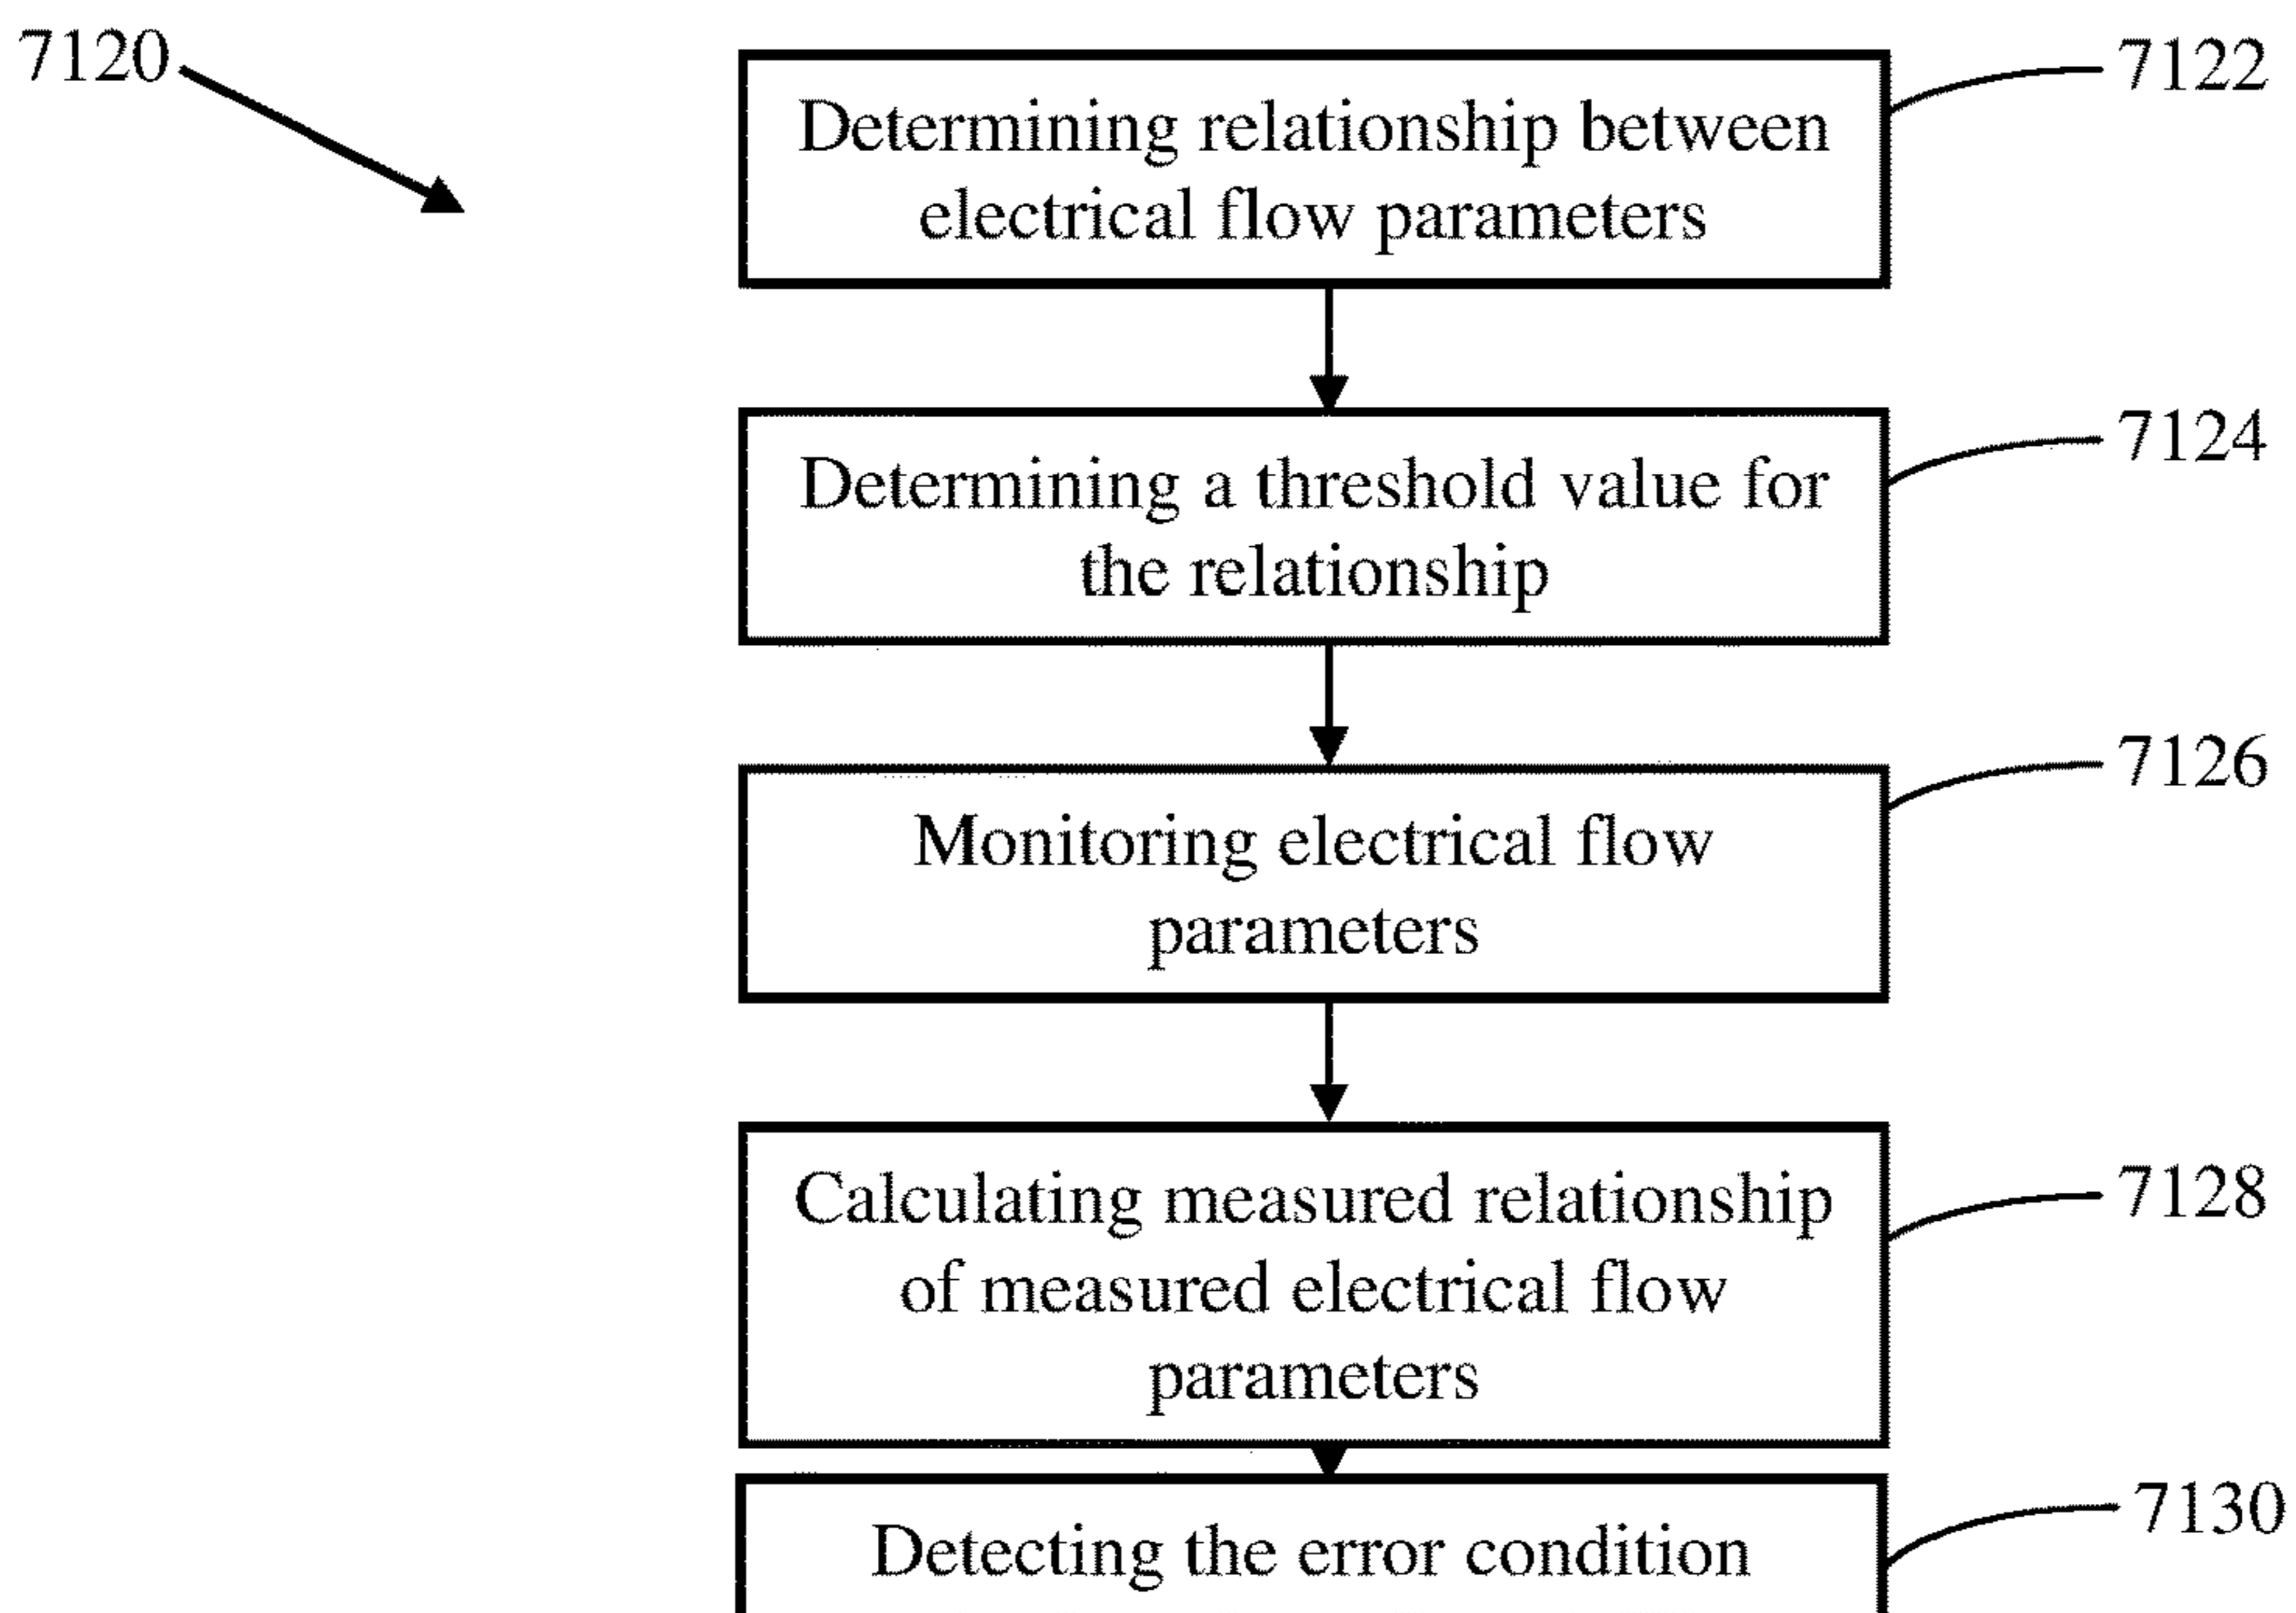 7120
7122
Determining relationship between
electrical flow parameters
7124
Determining a threshold value for
the relationship
7126
Monitoring electrical flow
parameters
7128
Calculating measured relationship
of measured electrical flow
parameters
7130
Detecting the error condition